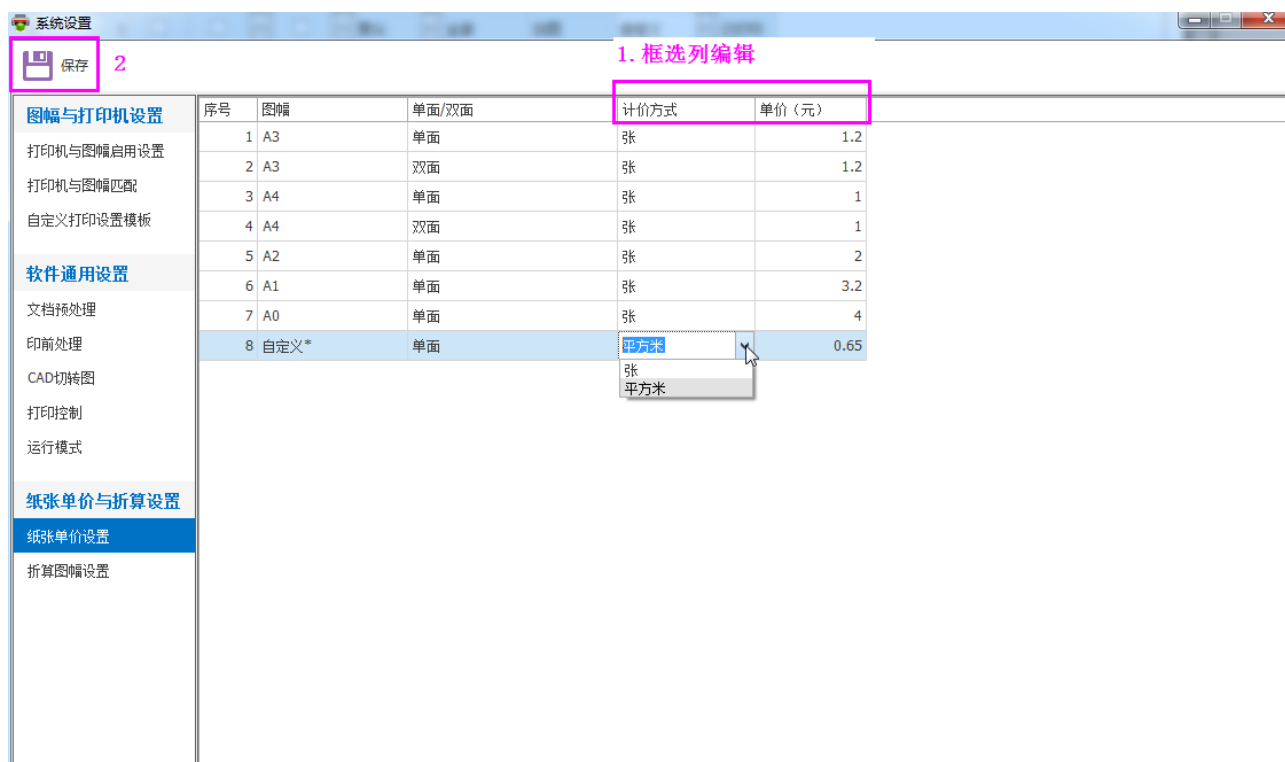 系统设置
保存 2
1. 框选列编辑
图幅与打印机设置
打印机与图幅启用设置
打印机与图幅匹配
自定义打印设置模板
软件通用设置
文档预处理
印前处理
CAD切转图
打印控制
运行模式
纸张单价与折算设置
纸张单价设置
折算图幅设置
序号 图幅 单面/双面 计价方式 单价（元）
1 A3 单面 张 1.2
2 A3 双面 张 1.2
3 A4 单面 张 1
4 A4 双面 张 1
5 A2 单面 张 2
6 A1 单面 张 3.2
7 A0 单面 张 4
8 自定义* 单面 平方米 0.65
张
平方米